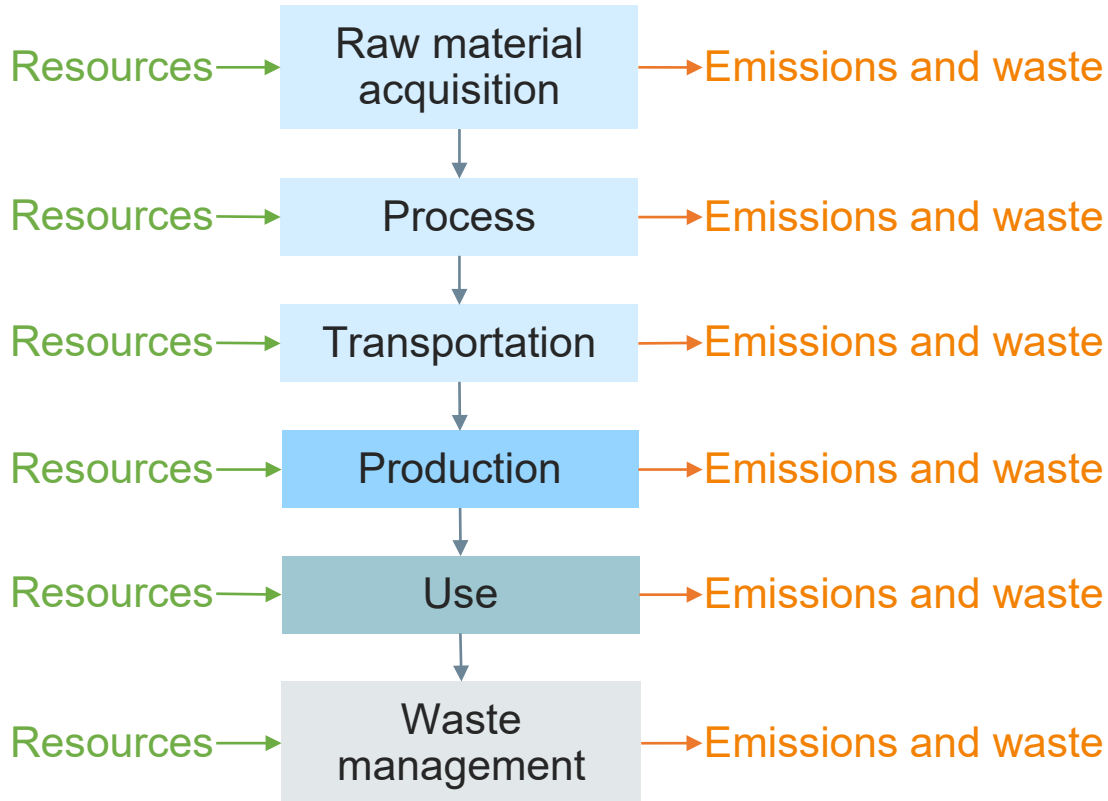 Resources
Raw material
acquisition
Emissions and waste
Resources
Process
Emissions and waste
Resources
Transportation
Emissions and waste
Resources
Production
Emissions and waste
Resources
Use
Emissions and waste
Resources
Waste
management
Emissions and waste